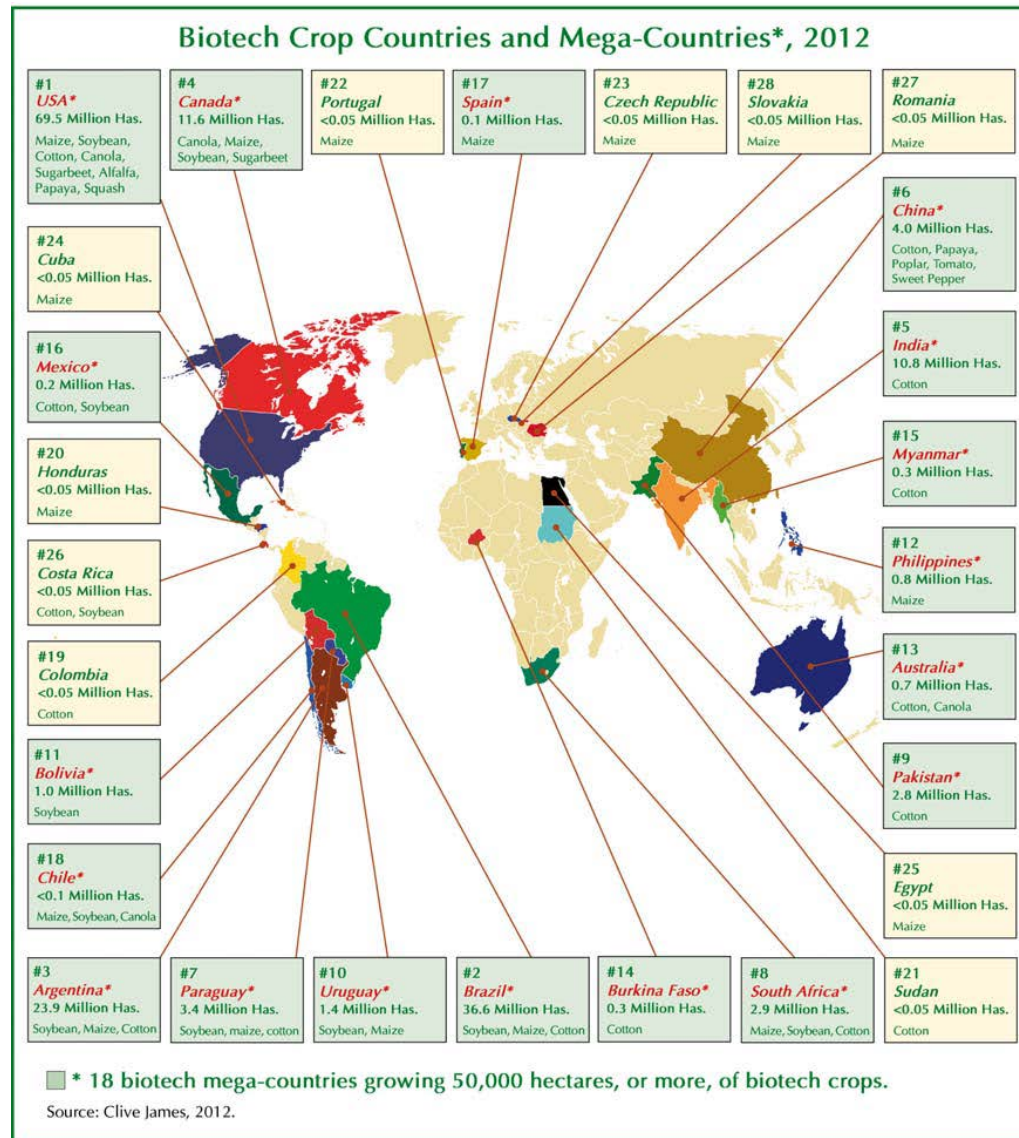 Biotech Crop Countries and Mega-Countries*, 2012
#1
USA*
69.5 Million Has.
Maize, Soybean,
Cotton, Canola,
Sugarbeet, Alfalfa,
Papaya, Squash
#4
Canada*
11.6 Million Has.
Canola, Maize,
Soybean, Sugarbeet
#22
Portugal
<0.05 Million Has.
Maize
#17
Spain*
0.1 Million Has.
Maize
#23
Czech Republic
<0.05 Million Has.
Maize
#28
Slovakia
<0.05 Million Has.
Maize
#27
Romania
<0.05 Million Has.
Maize
#24
Cuba
<0.05 Million Has.
Maize
#16
Mexico*
0.2 Million Has.
Cotton, Soybean
#20
Honduras
<0.05 Million Has.
Maize
#26
Costa Rica
<0.05 Million Has.
Cotton, Soybean
#19
Colombia
<0.05 Million Has.
Cotton
#11
Bolivia*
1.0 Million Has.
Soybean
#18
Chile*
<0.1 Million Has.
Maize, Soybean, Canola
#6
China*
4.0 Million Has.
Cotton, Papaya,
Poplar, Tomato,
Sweet Pepper
#5
India*
10.8 Million Has.
Cotton
#15
Myanmar*
0.3 Million Has.
Cotton
#12
Philippines*
0.8 Million Has.
Maize
#13
Australia*
0.7 Million Has.
Cotton, Canola
#9
Pakistan*
2.8 Million Has.
Cotton
#25
Egypt
<0.05 Million Has.
Maize
#3
Argentina*
23.9 Million Has.
Soybean, Maize, Cotton
#7
Paraguay*
3.4 Million Has.
Soybean, maize, cotton
#10
Uruguay*
1.4 Million Has.
Soybean, Maize
#2
Brazil*
36.6 Million Has.
Soybean, Maize, Cotton
#14
Burkina Faso*
0.3 Million Has.
Cotton
#8
South Africa*
2.9 Million Has.
Maize, Soybean, Cotton
#21
Sudan
<0.05 Million Has.
Cotton
* 18 biotech mega-countries growing 50,000 hectares, or more, of biotech crops.
Source: Clive James, 2012.